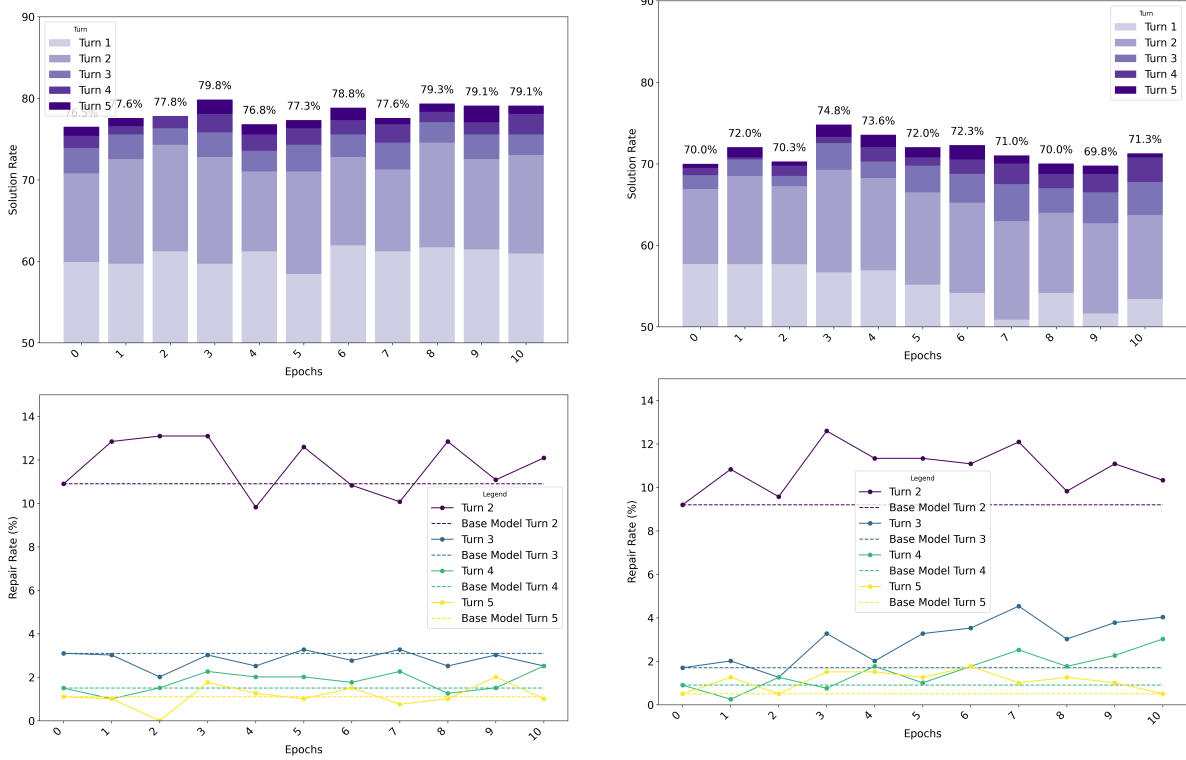 90
80
70
60
50
Solution Rate
Turn
Turn 1
Turn 2
Turn 3
Turn 4
Turn 5
76.5%
77.6%
77.8%
79.8%
76.8%
77.3%
78.8%
77.6%
79.3%
79.1%
79.1%
0
1
2
3
4
5
6
7
8
9
10
Epochs
90
80
70
60
50
Solution Rate
Turn
Turn 1
Turn 2
Turn 3
Turn 4
Turn 5
70.0%
72.0%
70.3%
74.8%
73.6%
72.0%
72.3%
71.0%
70.0%
69.8%
71.3%
0
1
2
3
4
5
6
7
8
9
10
Epochs
14
12
10
8
6
4
2
0
Repair Rate (%)
Legend
Turn 2
Base Model Turn 2
Turn 3
Base Model Turn 3
Turn 4
Base Model Turn 4
Turn 5
Base Model Turn 5
0
1
2
3
4
5
6
7
8
9
10
Epochs
14
12
10
8
6
4
2
0
Repair Rate (%)
Legend
Turn 2
Base Model Turn 2
Turn 3
Base Model Turn 3
Turn 4
Base Model Turn 4
Turn 5
Base Model Turn 5
0
1
2
3
4
5
6
7
8
9
10
Epochs